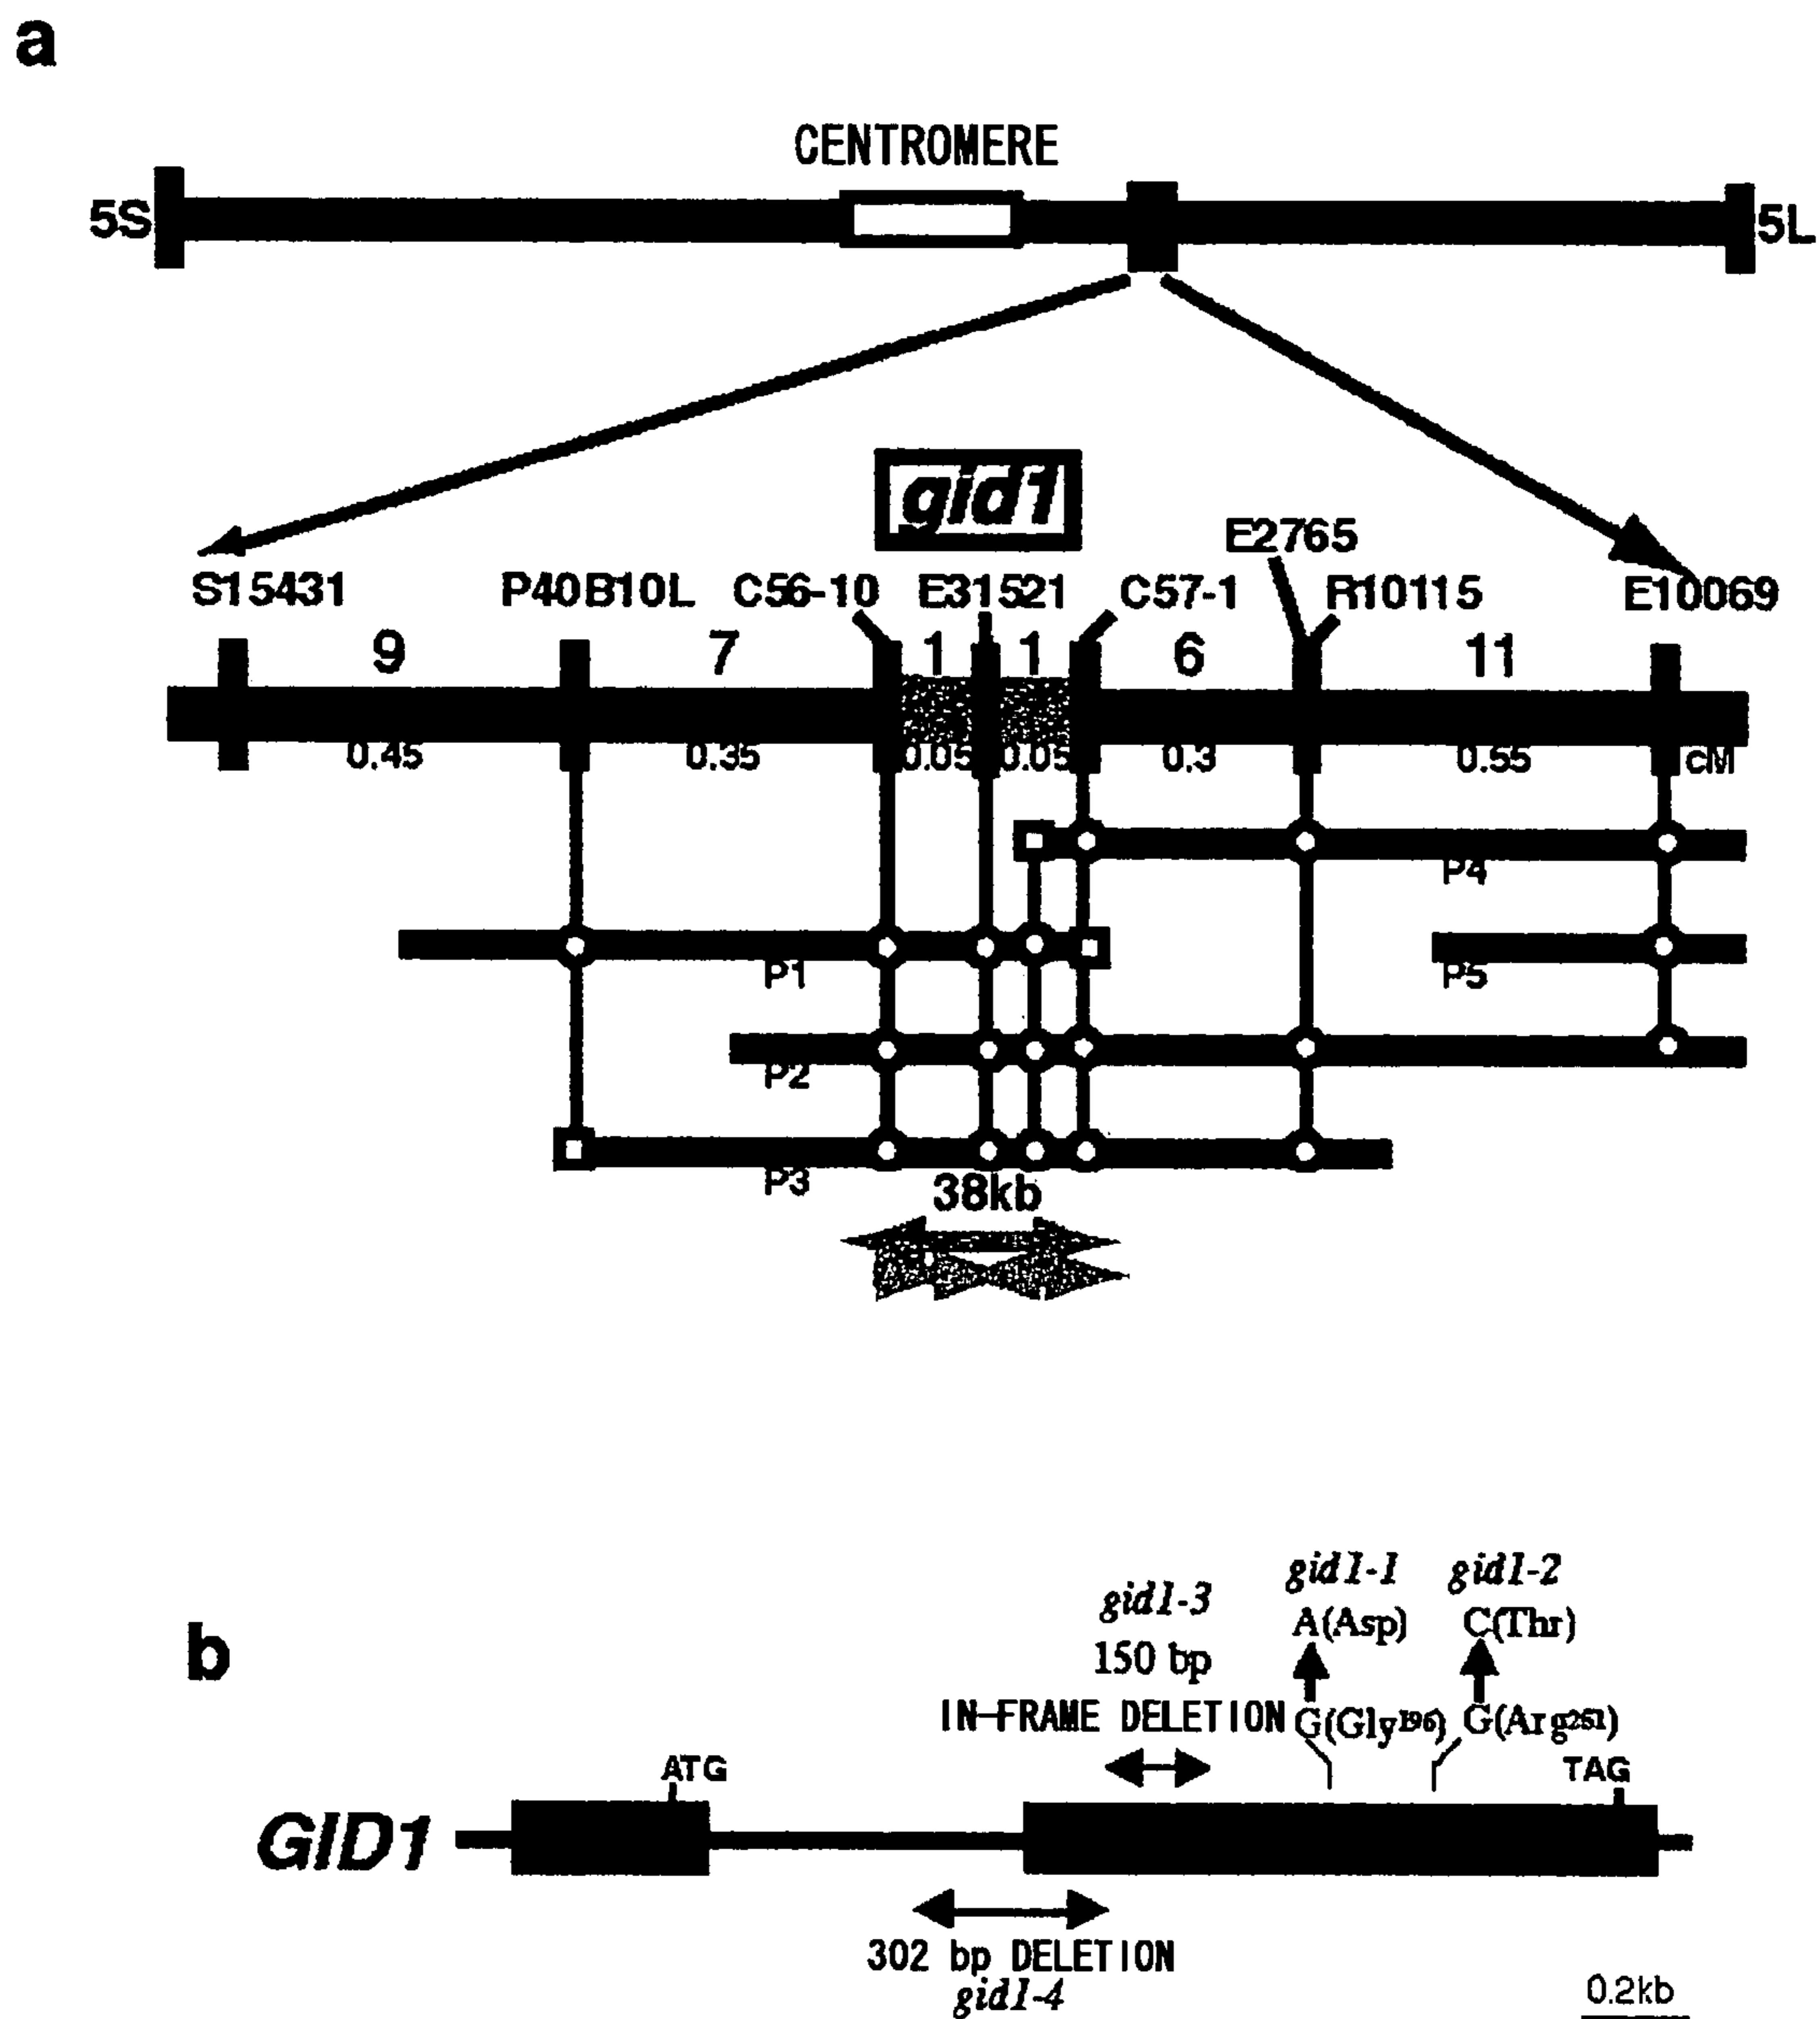 a
CENTROMERE
5S
5L
gid1
E2765
S15431 P40B10L C56-10 E31521 C57-1 R10115 E10069
9 7 1 1 6 11
0.45 0.35 0.05 0.05 0.3 0.55 cM
P4
P1
P5
P2
P3
38kb
b
gid1-3
150 bp
IN-FRAME DELETION
gid1-1
A(Asp)
G(Gly196)
gid1-2
C(Thr)
G(Arg251)
ATG
TAG
GID1
302 bp DELETION
gid1-4
0.2kb